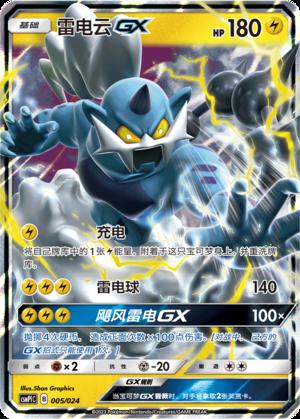 基础 雷电云GX HP 180
充电
将自己牌库中的1张能量,附着于这只宝可梦身上。并重洗牌库。
雷电球 140
飓风雷电GX 100×
抛掷4次硬币,造成正面次数×100点伤害。
GX招式只能使用1次。)
弱点 ×2 抵抗力 -20 撤退
Illus.5ban Graphics
GX规则
当宝可梦GX昏厥时,对手拿取2张奖赏卡。
005/024
©2023 Pokémon/Nintendo/Creatures/GAME FREAK